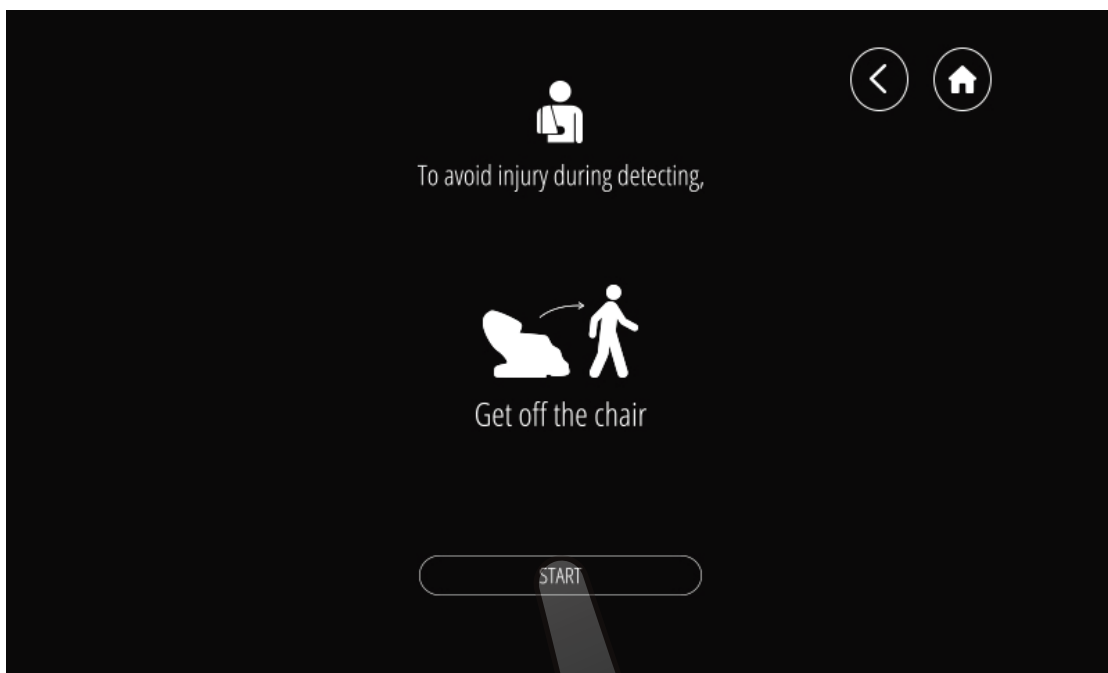 To avoid injury during detecting,
Get off the chair
START